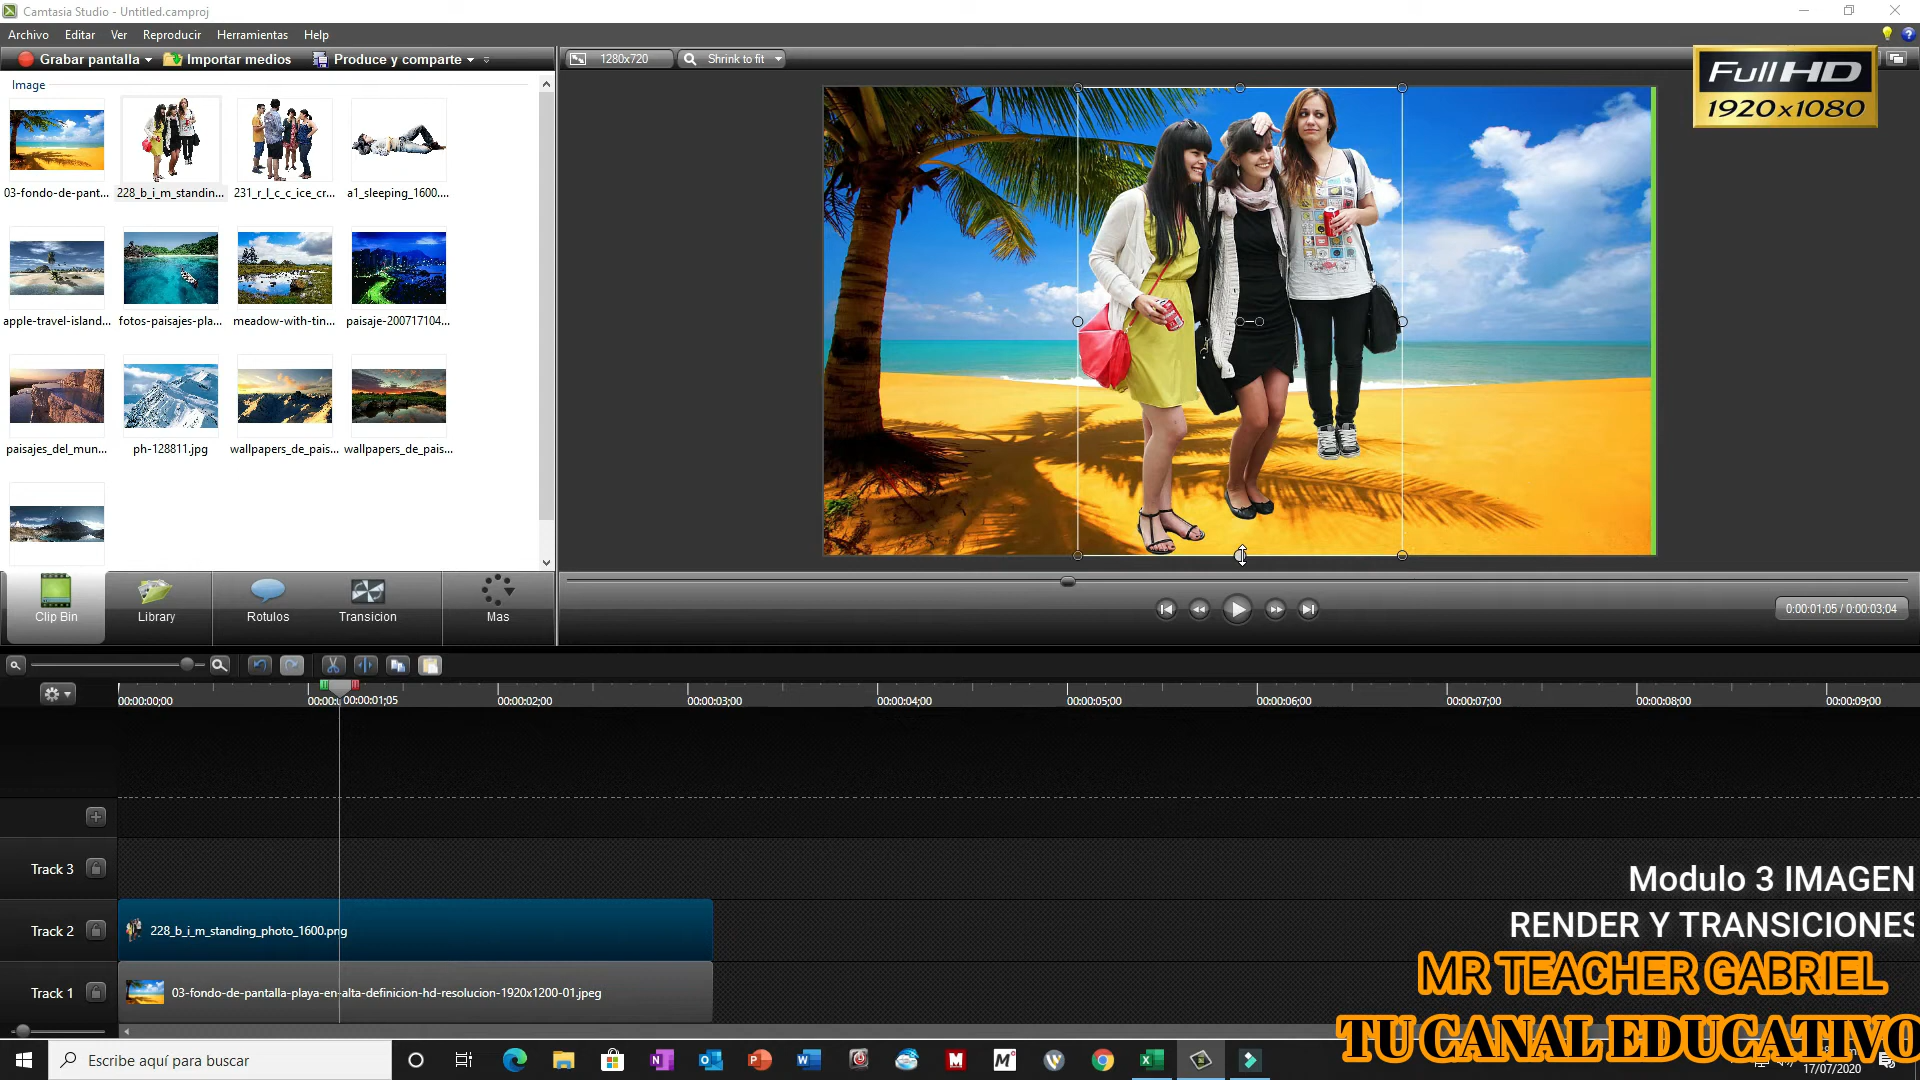 Camtasia Studio - Untitled.camproj
Archivo Editar Ver Reproducir Herramientas Help
Grabar pantalla Importar medios Produce y comparte
1280x720 Shrink to fit
Full HD
1920x1080
Image
03-fondo-de-pant... 228_b_i_m_standin... 231_r_l_c_c_ice_cr... a1_sleeping_1600....
apple-travel-island... fotos-paisajes-pla... meadow-with-tin... paisaje-200717104...
paisajes_del_mun... ph-128811.jpg wallpapers_de_pais... wallpapers_de_pais...
Clip Bin Library Rotulos Transicion Mas
0:00:01;05 / 0:00:03;04
00:00:00;00 00:00:01;05 00:00:02;00 00:00:03;00 00:00:04;00 00:00:05;00 00:00:06;00 00:00:07;00 00:00:08;00 00:00:09;00
Track 3
Track 2 228_b_i_m_standing_photo_1600.png
Track 1 03-fondo-de-pantalla-playa-en-alta-definicion-hd-resolucion-1920x1200-01.jpeg
Modulo 3 IMAGEN
RENDER Y TRANSICIONES
MR TEACHER GABRIEL
TU CANAL EDUCATIVO
Escribe aquí para buscar
17/07/2020